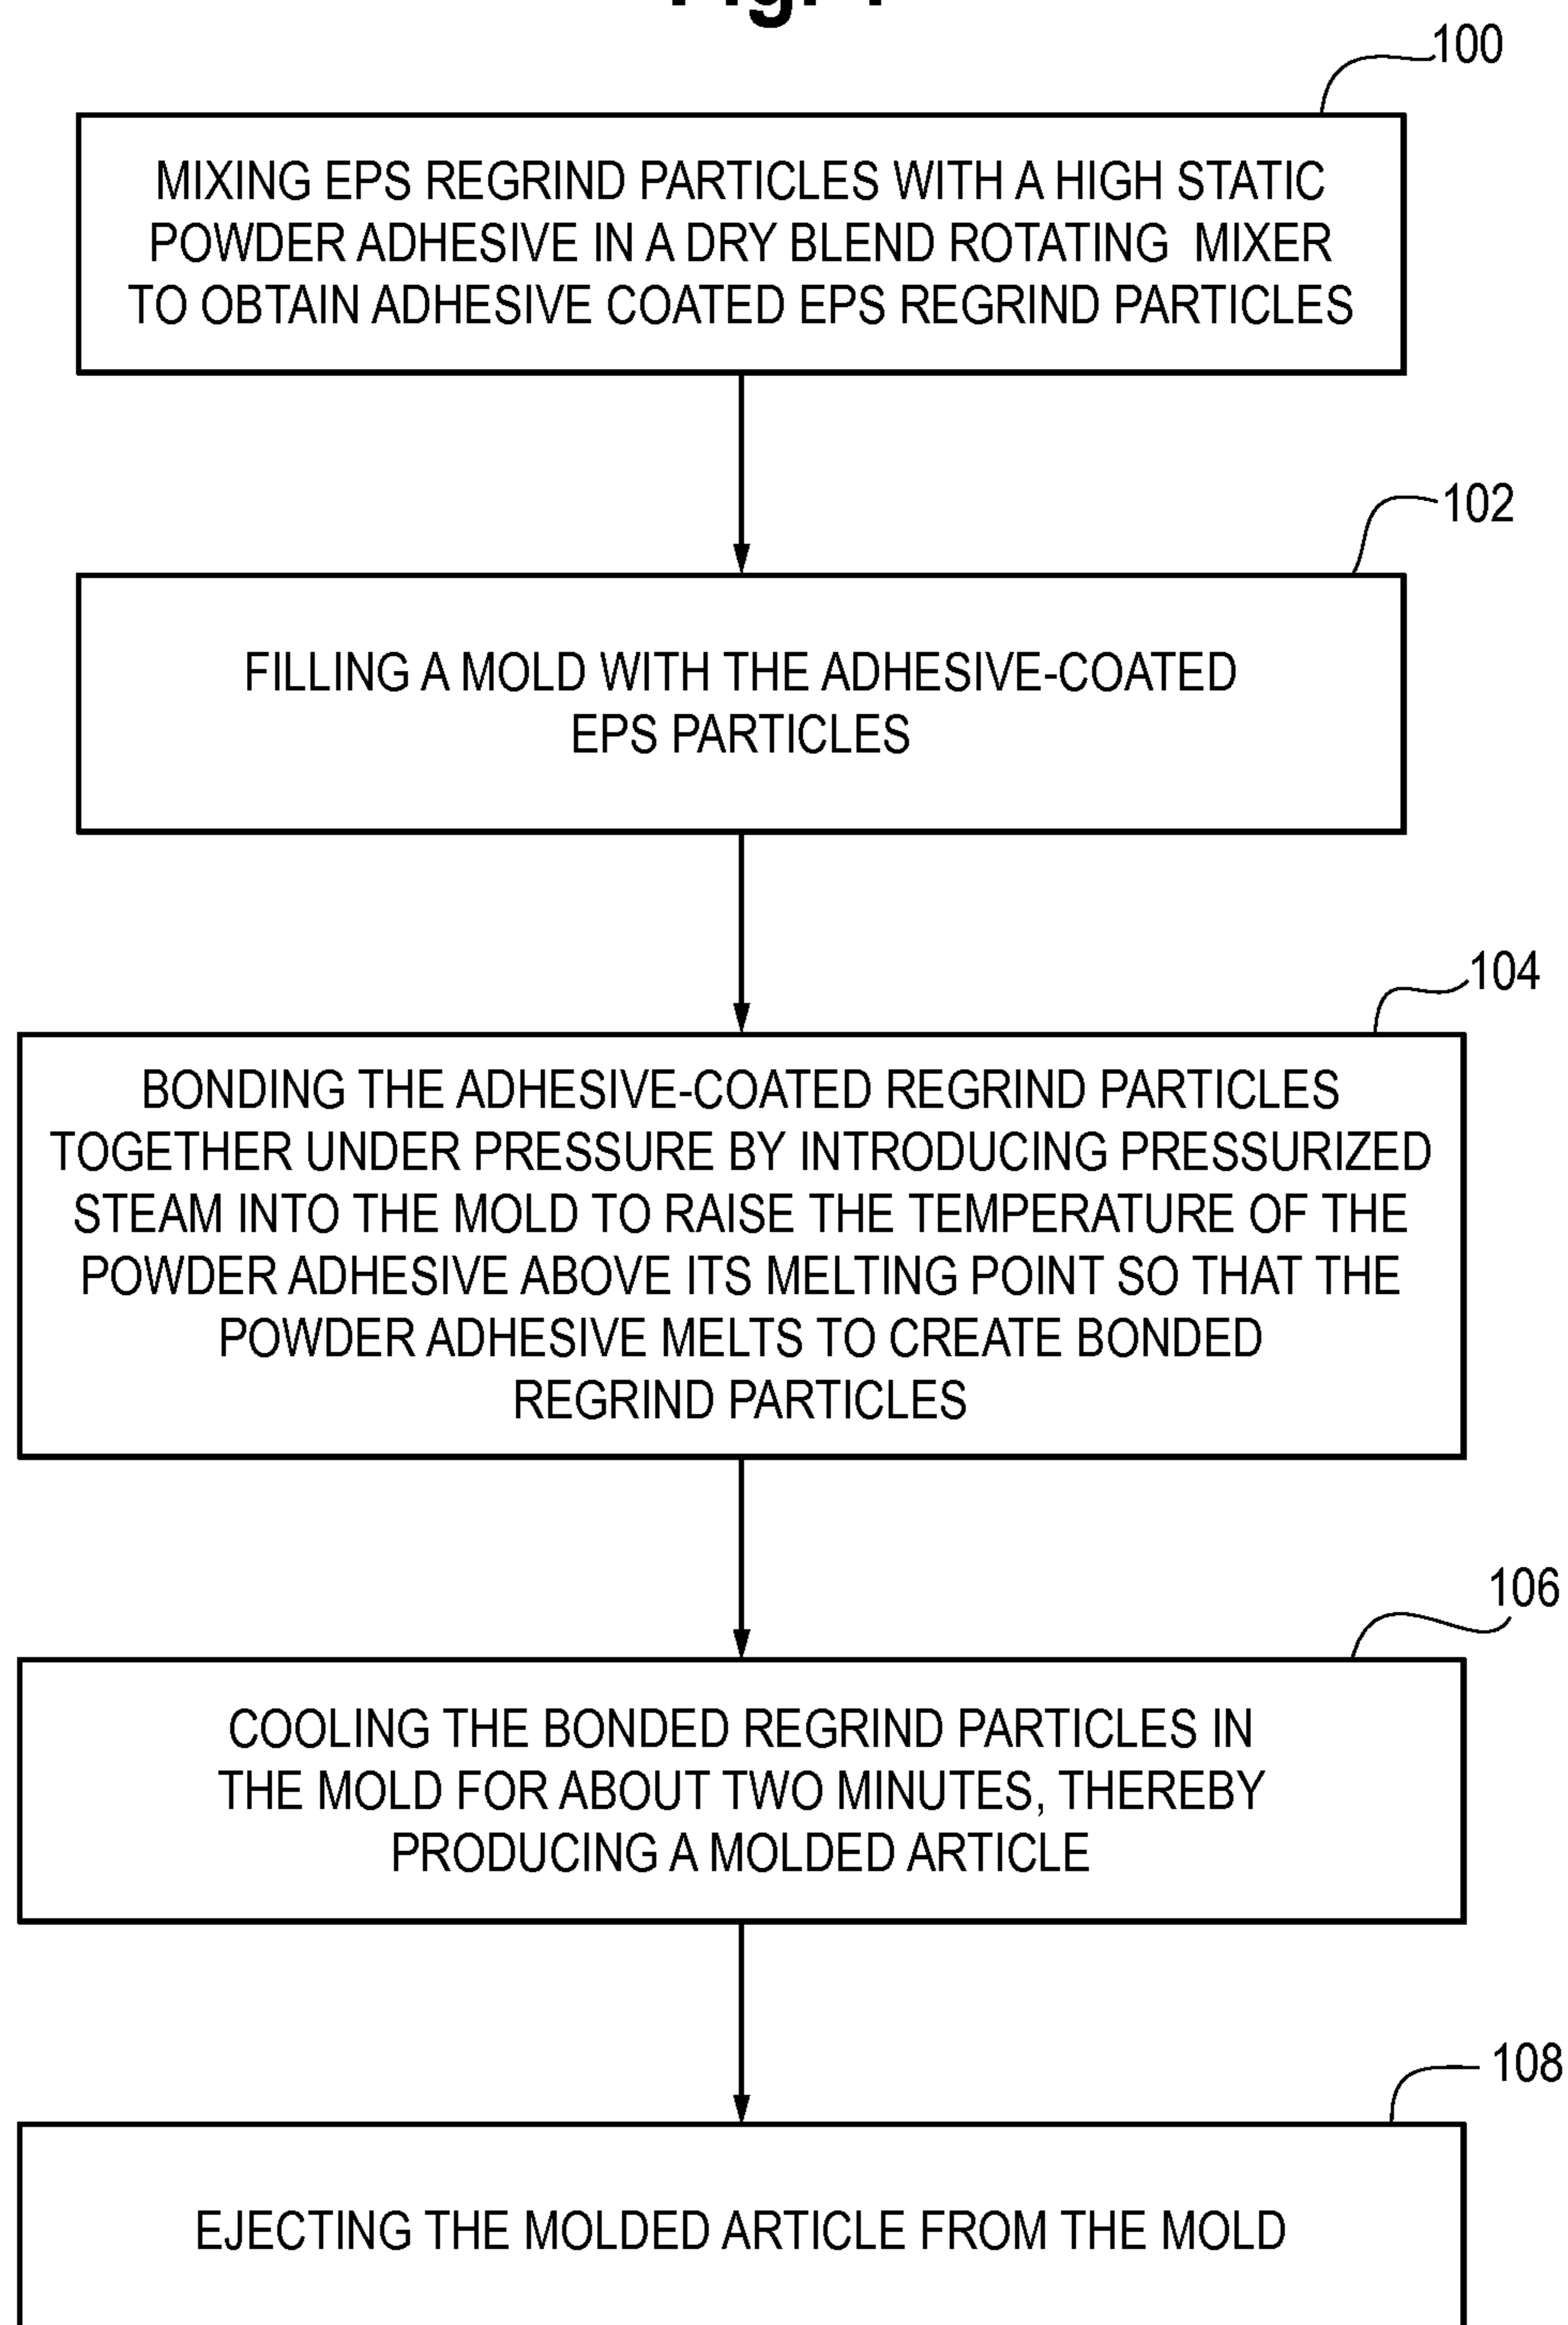 100
MIXING EPS REGRIND PARTICLES WITH A HIGH STATIC
POWDER ADHESIVE IN A DRY BLEND ROTATING MIXER
TO OBTAIN ADHESIVE COATED EPS REGRIND PARTICLES
102
FILLING A MOLD WITH THE ADHESIVE-COATED
EPS PARTICLES
104
BONDING THE ADHESIVE-COATED REGRIND PARTICLES
TOGETHER UNDER PRESSURE BY INTRODUCING PRESSURIZED
STEAM INTO THE MOLD TO RAISE THE TEMPERATURE OF THE
POWDER ADHESIVE ABOVE ITS MELTING POINT SO THAT THE
POWDER ADHESIVE MELTS TO CREATE BONDED
REGRIND PARTICLES
106
COOLING THE BONDED REGRIND PARTICLES IN
THE MOLD FOR ABOUT TWO MINUTES, THEREBY
PRODUCING A MOLDED ARTICLE
108
EJECTING THE MOLDED ARTICLE FROM THE MOLD